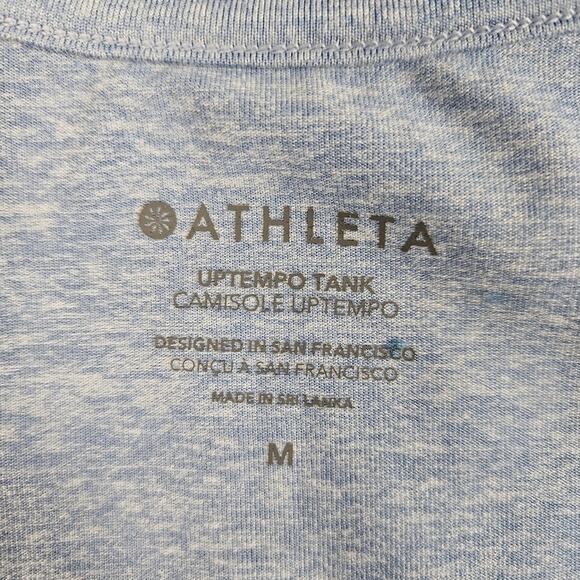 ATHLETA
UPTEMPO TANK
CAMISOLE UPTEMPO
DESIGNED IN SAN FRANCISCO
CONÇU À SAN FRANCISCO
MADE IN SRI LANKA
M